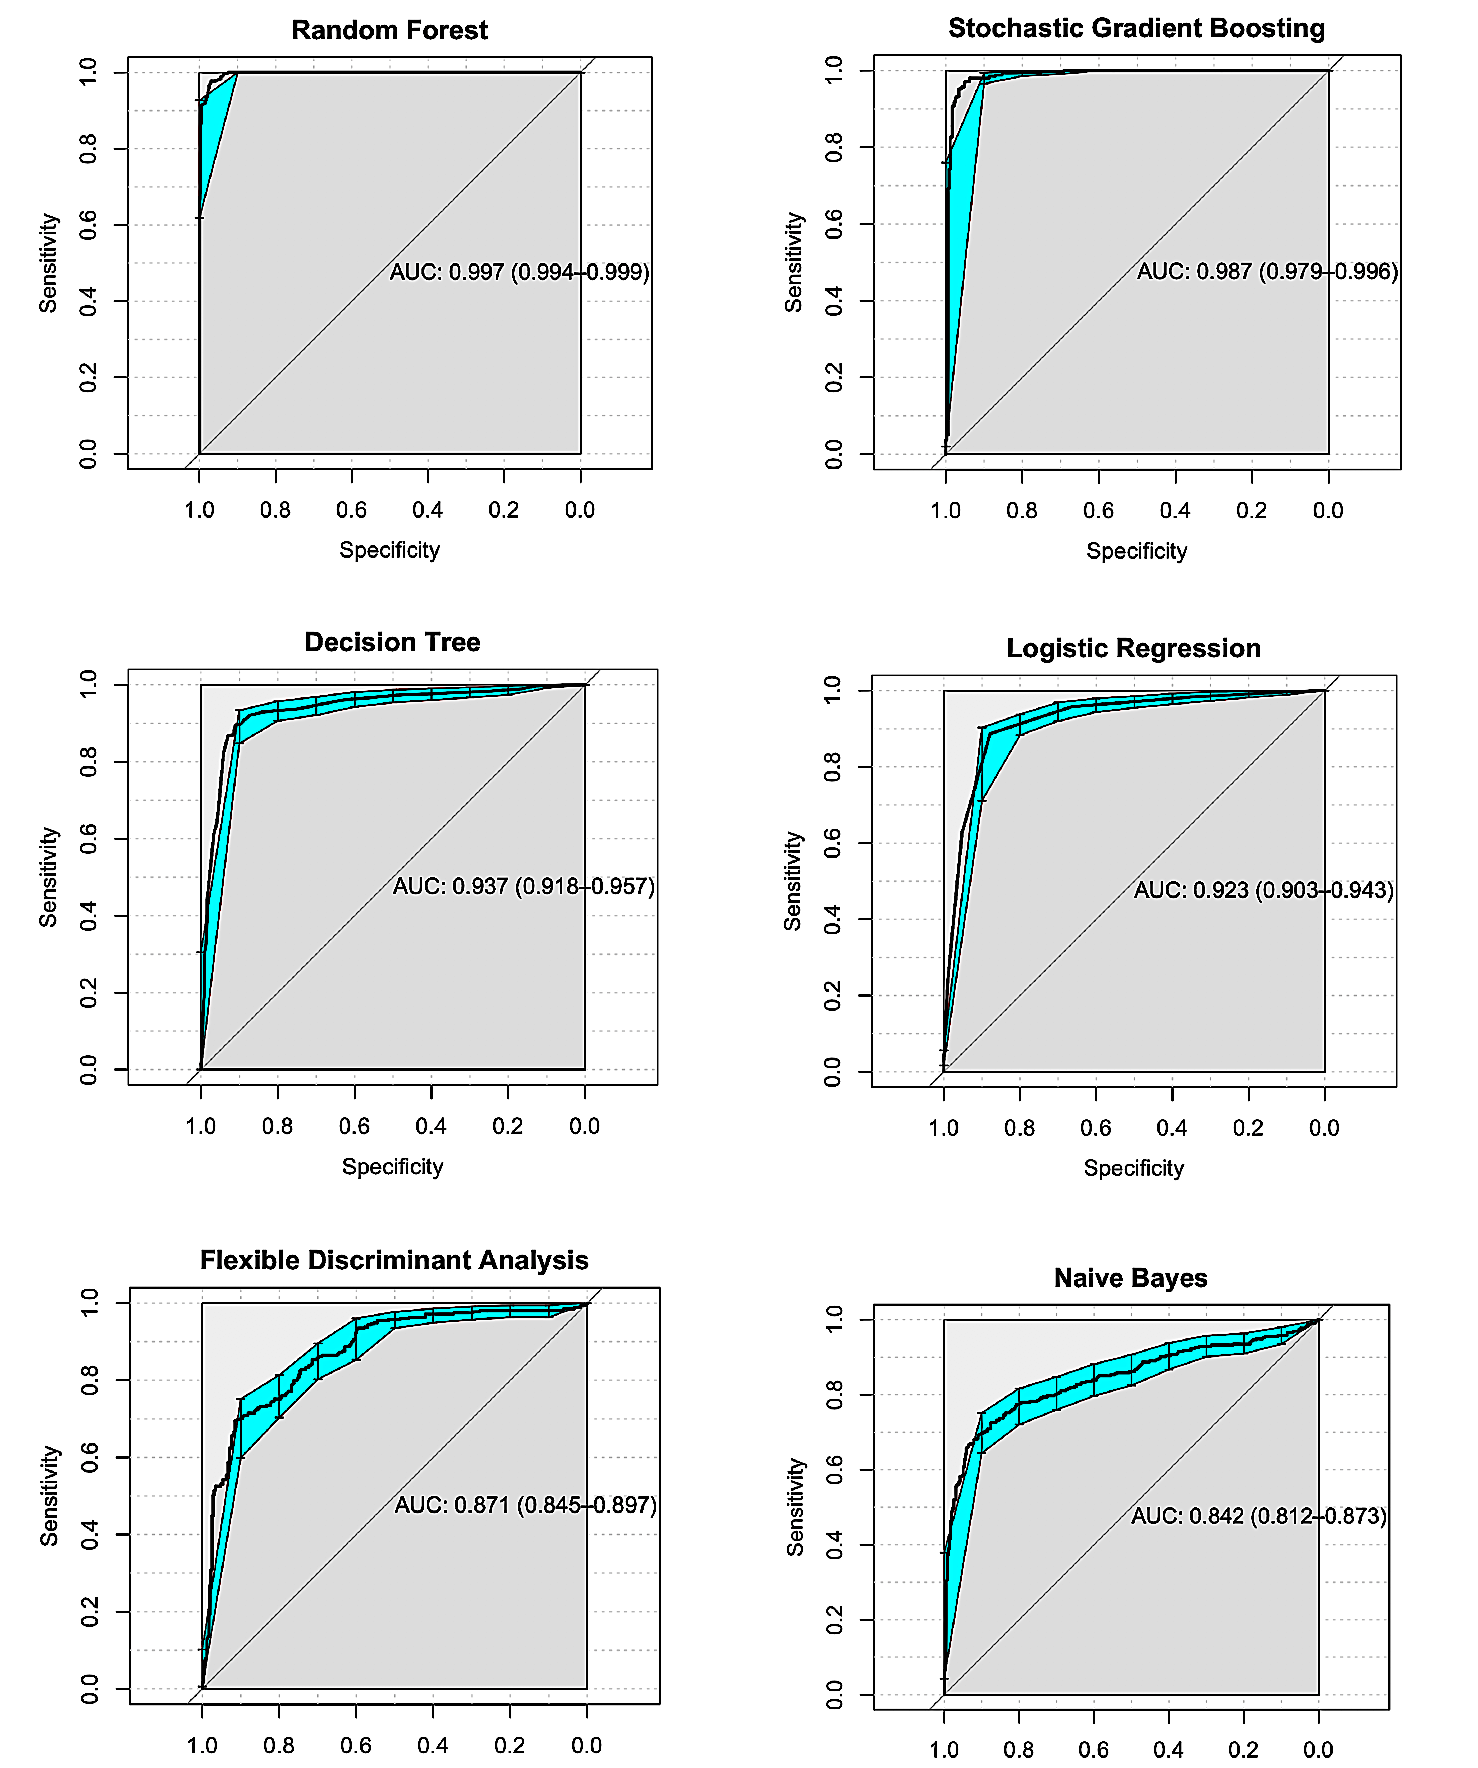 Random Forest
Sensitivity
1.0
0.8
0.6
0.4
0.2
0.0
AUC: 0.997 (0.994–0.999)
1.0 0.8 0.6 0.4 0.2 0.0
Specificity
Stochastic Gradient Boosting
Sensitivity
1.0
0.8
0.6
0.4
0.2
0.0
AUC: 0.987 (0.979–0.996)
1.0 0.8 0.6 0.4 0.2 0.0
Specificity
Decision Tree
Sensitivity
1.0
0.8
0.6
0.4
0.2
0.0
AUC: 0.937 (0.918–0.957)
1.0 0.8 0.6 0.4 0.2 0.0
Specificity
Logistic Regression
Sensitivity
1.0
0.8
0.6
0.4
0.2
0.0
AUC: 0.923 (0.903–0.943)
1.0 0.8 0.6 0.4 0.2 0.0
Specificity
Flexible Discriminant Analysis
Sensitivity
1.0
0.8
0.6
0.4
0.2
0.0
AUC: 0.871 (0.845–0.897)
1.0 0.8 0.6 0.4 0.2 0.0
Naive Bayes
Sensitivity
1.0
0.8
0.6
0.4
0.2
0.0
AUC: 0.842 (0.812–0.873)
1.0 0.8 0.6 0.4 0.2 0.0